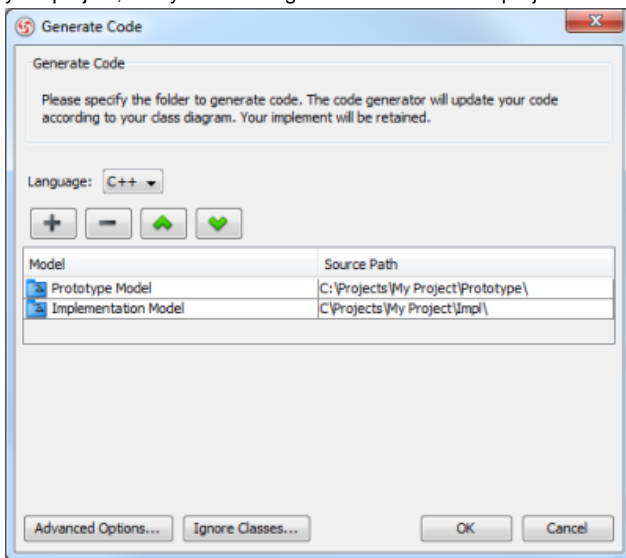 Generate Code
Generate Code
Please specify the folder to generate code. The code generator will update your code
according to your class diagram. Your implement will be retained.
Language: C++
Model Source Path
Prototype Model C:\Projects\My Project\Prototype\
Implementation Model C\Projects\My Project\Impl\
Advanced Options... Ignore Classes... OK Cancel